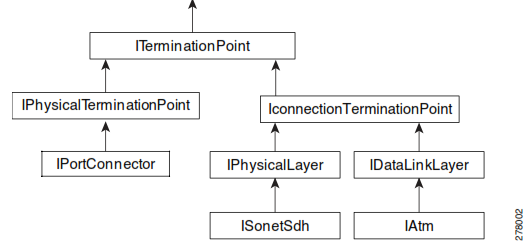 ITerminationPoint
IPhysicalTerminationPoint
IconnectionTerminationPoint
IPortConnector
IPhysicalLayer
IDataLinkLayer
ISonetSdh
IAtm
278002